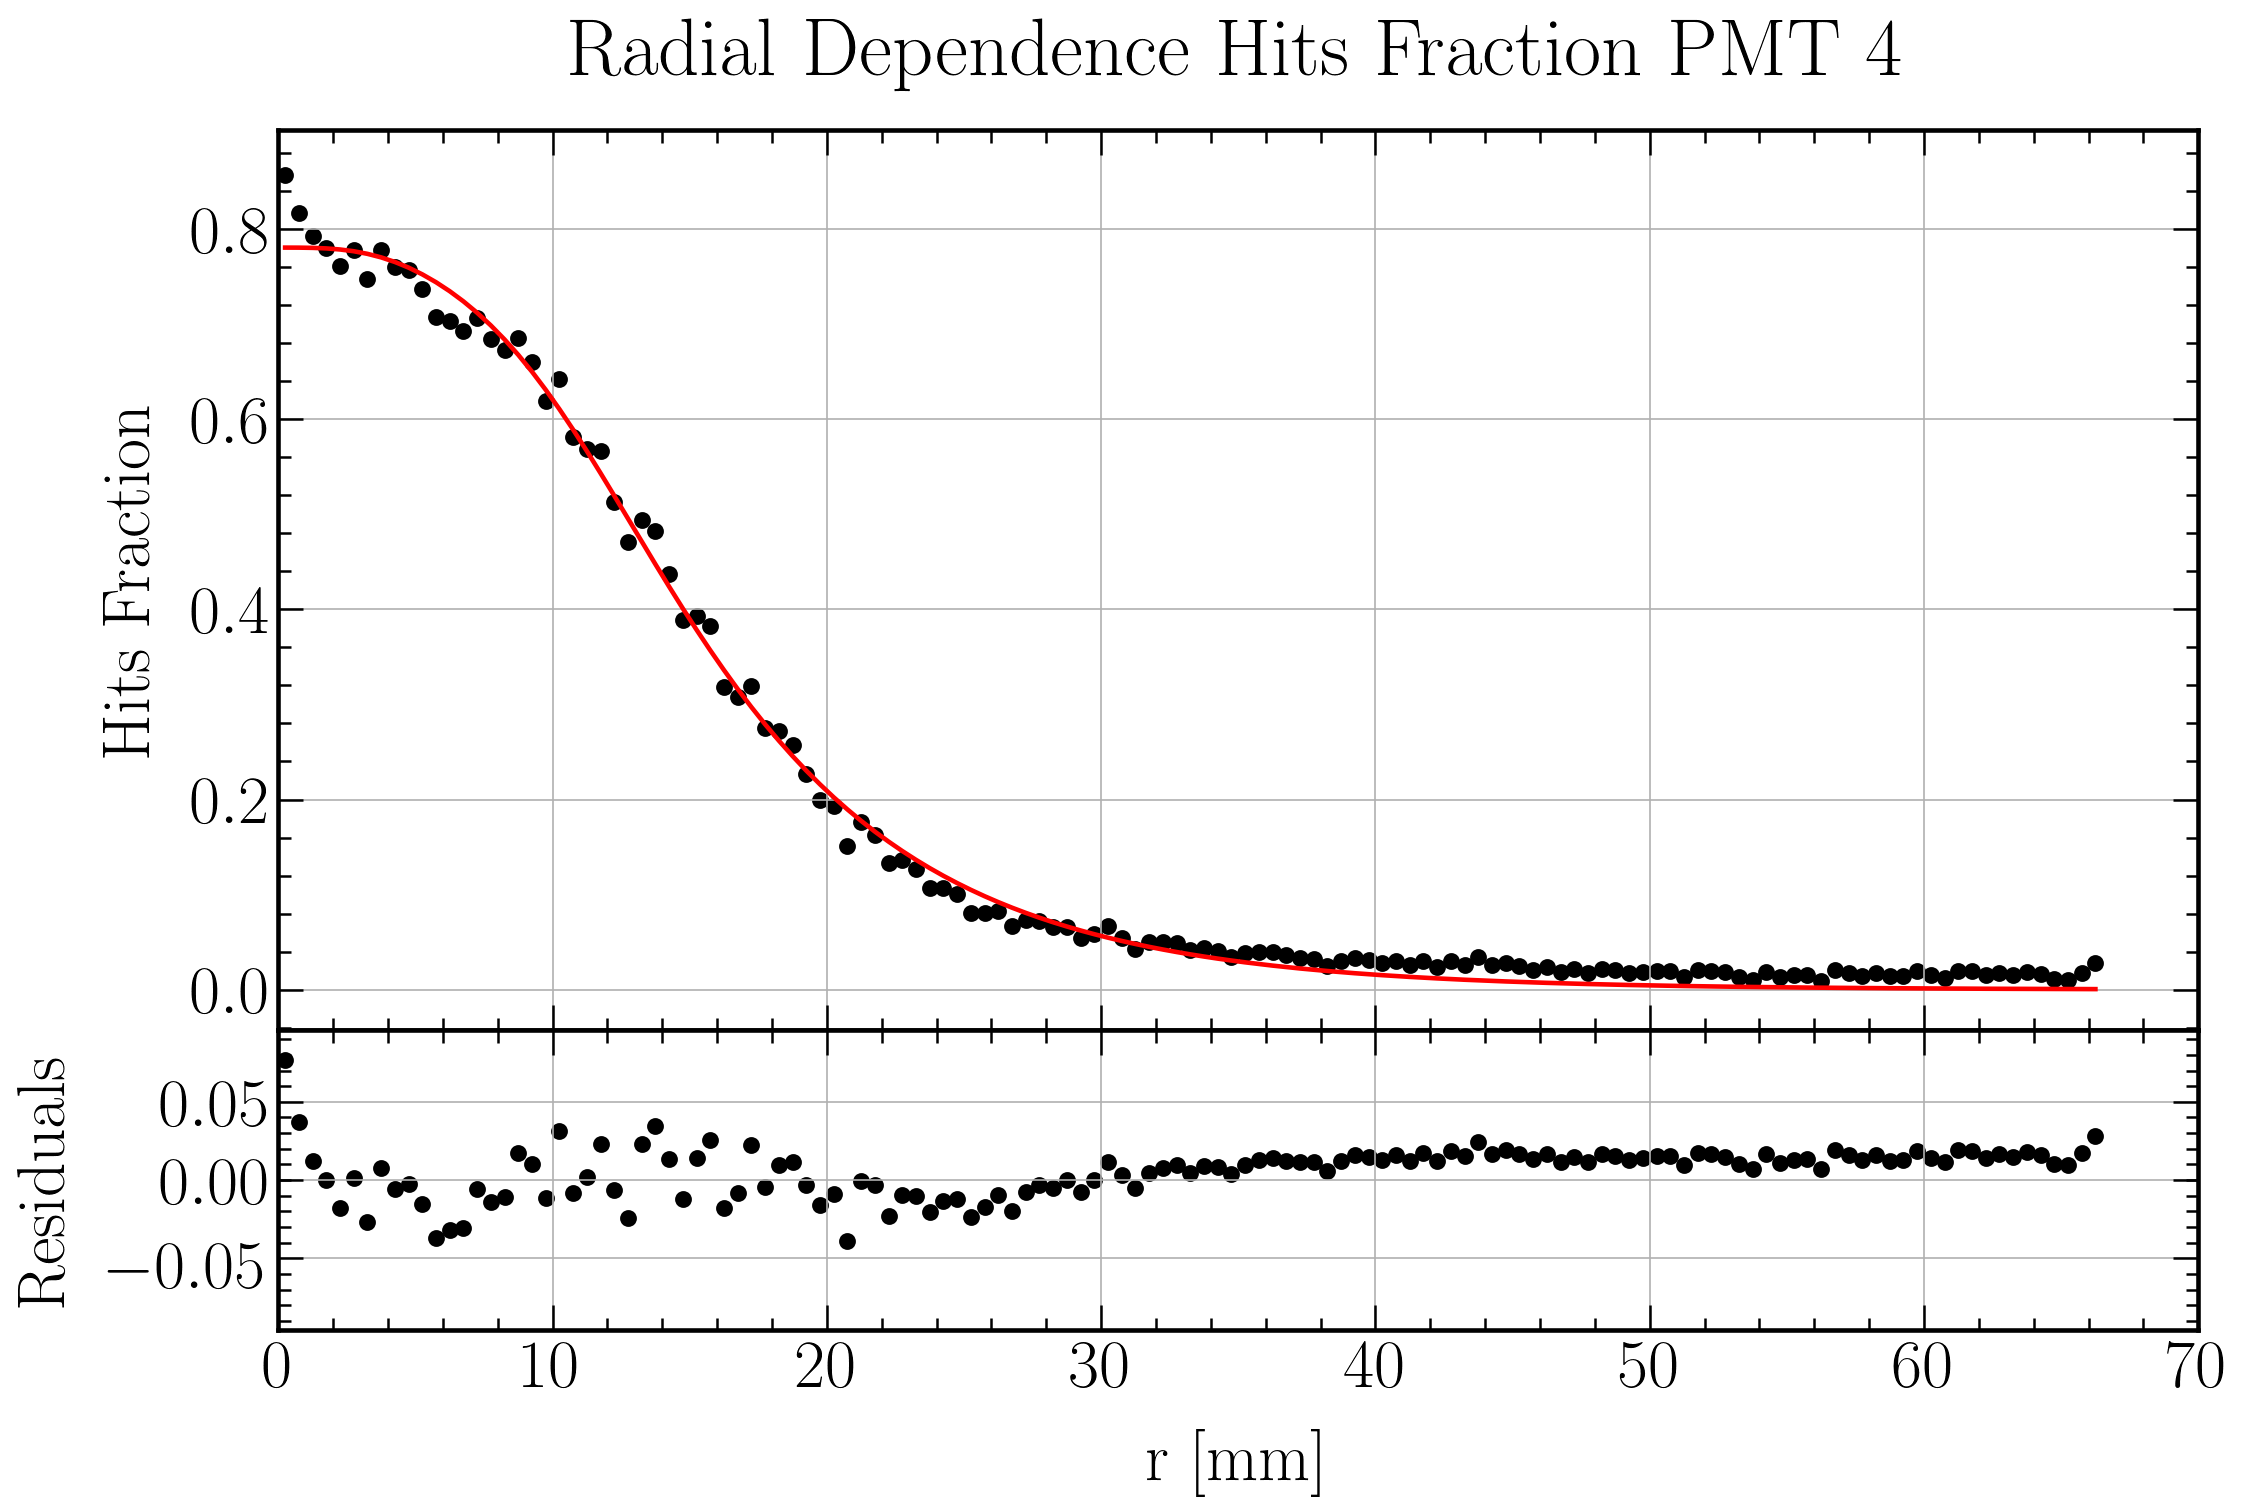 Radial Dependence Hits Fraction PMT 4
Hits Fraction
0.8
0.6
0.4
0.2
0.0
Residuals
0.05
0.00
−0.05
0 10 20 30 40 50 60 70
r [mm]